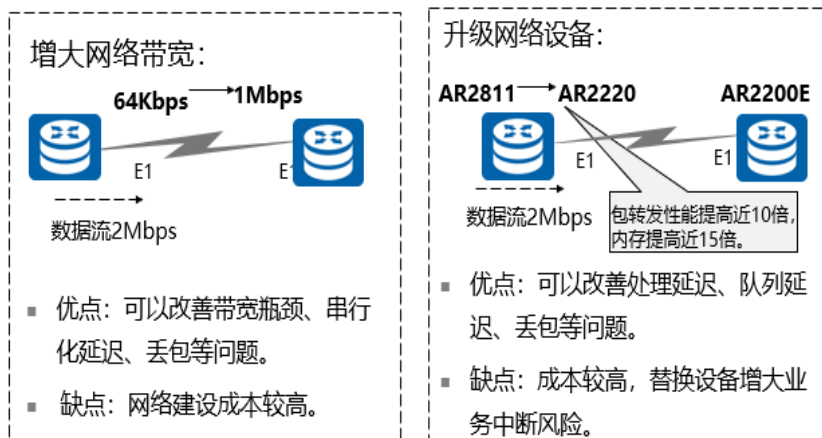 增大网络带宽：
64Kbps 1Mbps
E1 E1
数据流2Mbps
▪ 优点：可以改善带宽瓶颈、串行
化延迟、丢包等问题。
▪ 缺点：网络建设成本较高。
升级网络设备：
AR2811 AR2220 AR2200E
E1 E1
数据流2Mbps
包转发性能提高近10倍，
内存提高近15倍。
▪ 优点：可以改善处理延迟、队列延
迟、丢包等问题。
▪ 缺点：成本较高，替换设备增大业
务中断风险。